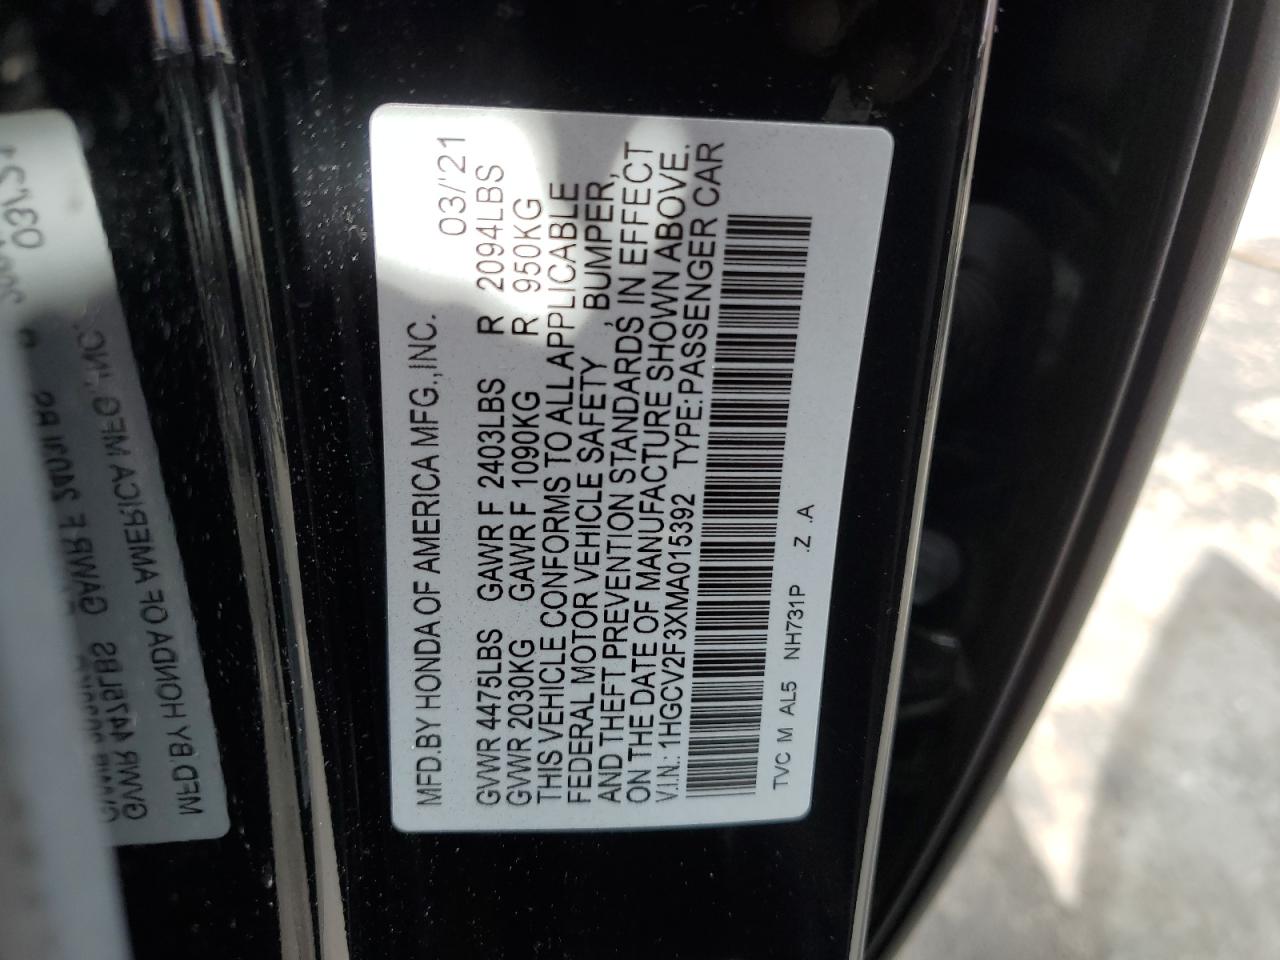 MFD.BY HONDA OF AMERICA MFG.,INC. 03/'21
GVWR 4475LBS GAWR F 2403LBS R 2094LBS
GVWR 2030KG GAWR F 1090KG R 950KG
THIS VEHICLE CONFORMS TO ALL APPLICABLE
FEDERAL MOTOR VEHICLE SAFETY , BUMPER,
AND THEFT PREVENTION STANDARDS IN EFFECT
ON THE DATE OF MANUFACTURE SHOWN ABOVE.
V.I.N.: 1HGCV2F3XMA015392 TYPE:PASSENGER CAR
TVC M AL5 NH731P .Z .A